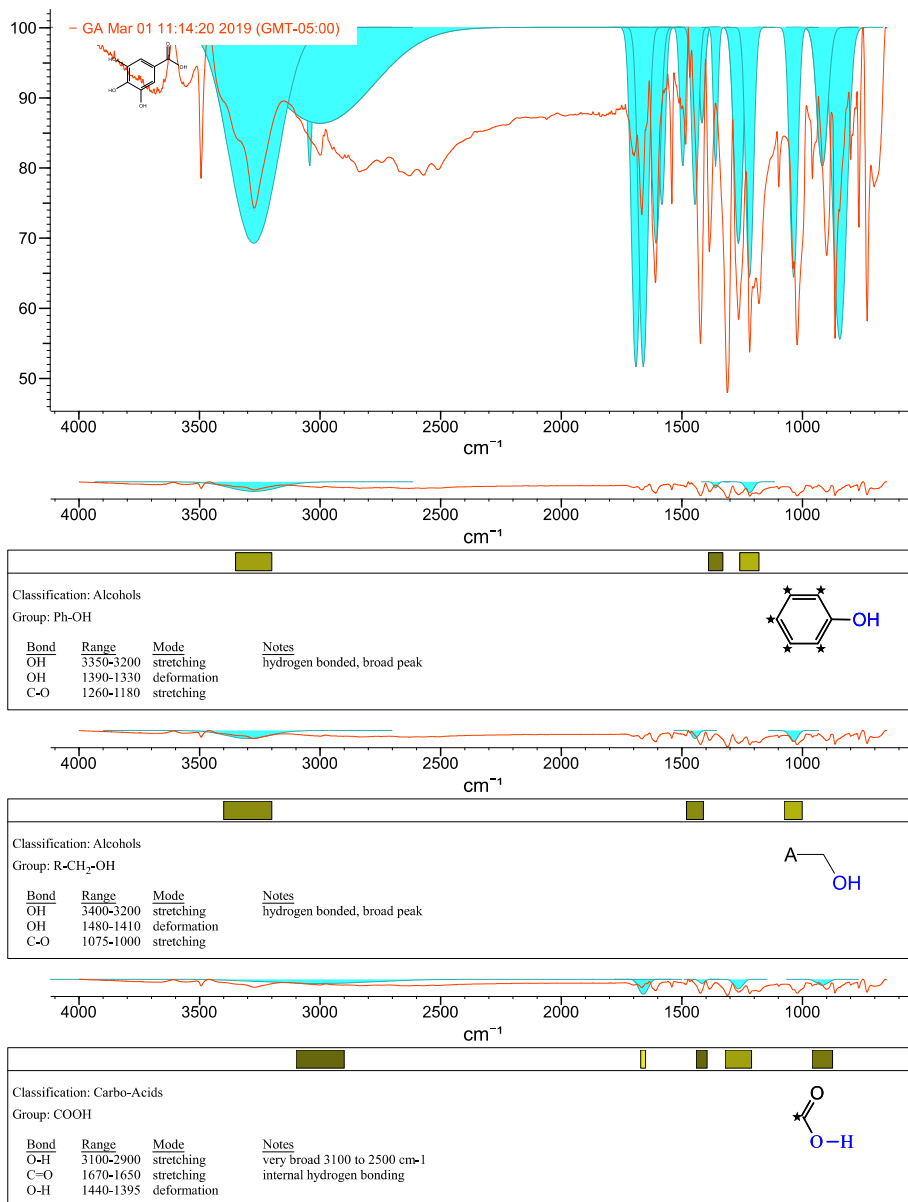 — GA Mar 01 11:14:20 2019 (GMT-05:00)
100
90
80
70
60
50
HO
HO
OH
O
OH
4000 3500 3000 2500 2000 1500 1000
cm⁻¹
4000 3500 3000 2500 2000 1500 1000
cm⁻¹
Classification: Alcohols
Group: Ph-OH
OH
Bond Range Mode Notes
OH 3350-3200 stretching hydrogen bonded, broad peak
OH 1390-1330 deformation
C-O 1260-1180 stretching
4000 3500 3000 2500 2000 1500 1000
cm⁻¹
Classification: Alcohols
Group: R-CH₂-OH
A
OH
Bond Range Mode Notes
OH 3400-3200 stretching hydrogen bonded, broad peak
OH 1480-1410 deformation
C-O 1075-1000 stretching
4000 3500 3000 2500 2000 1500 1000
cm⁻¹
Classification: Carbo-Acids
Group: COOH
O
O-H
Bond Range Mode Notes
O-H 3100-2900 stretching very broad 3100 to 2500 cm-1
C=O 1670-1650 stretching internal hydrogen bonding
O-H 1440-1395 deformation